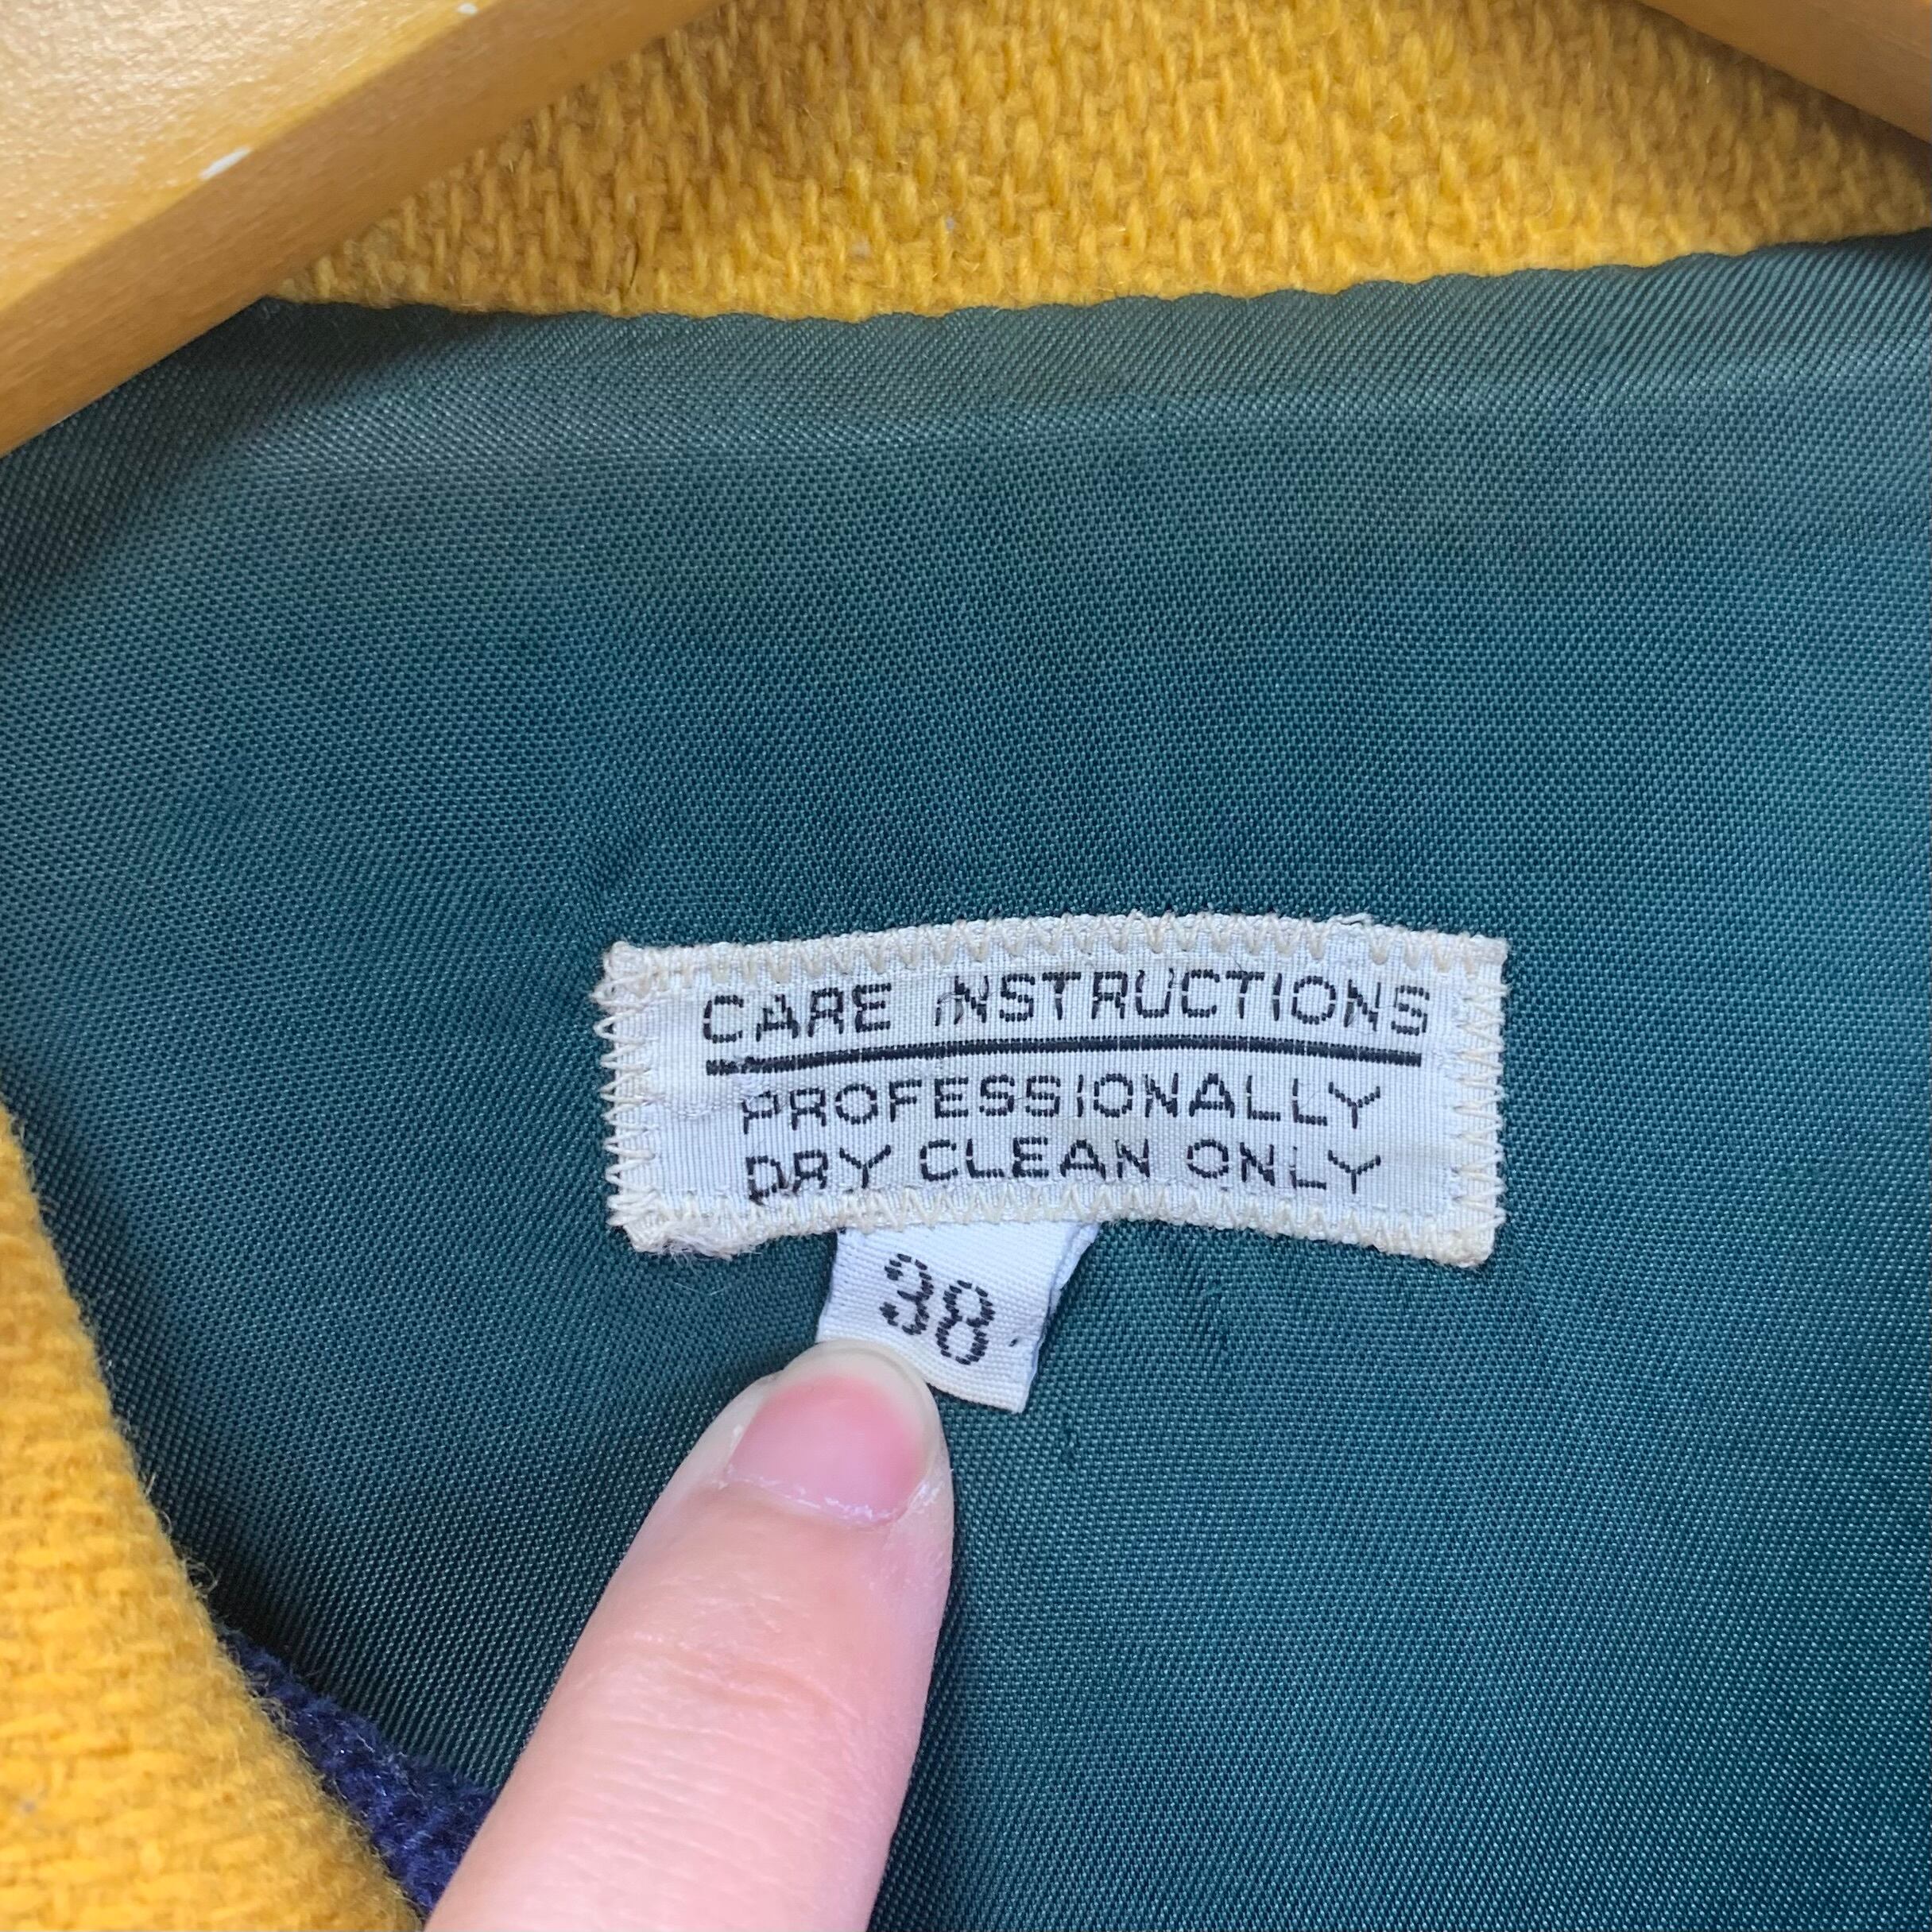 CARE INSTRUCTIONS
PROFESSIONALLY
DRY CLEAN ONLY
38